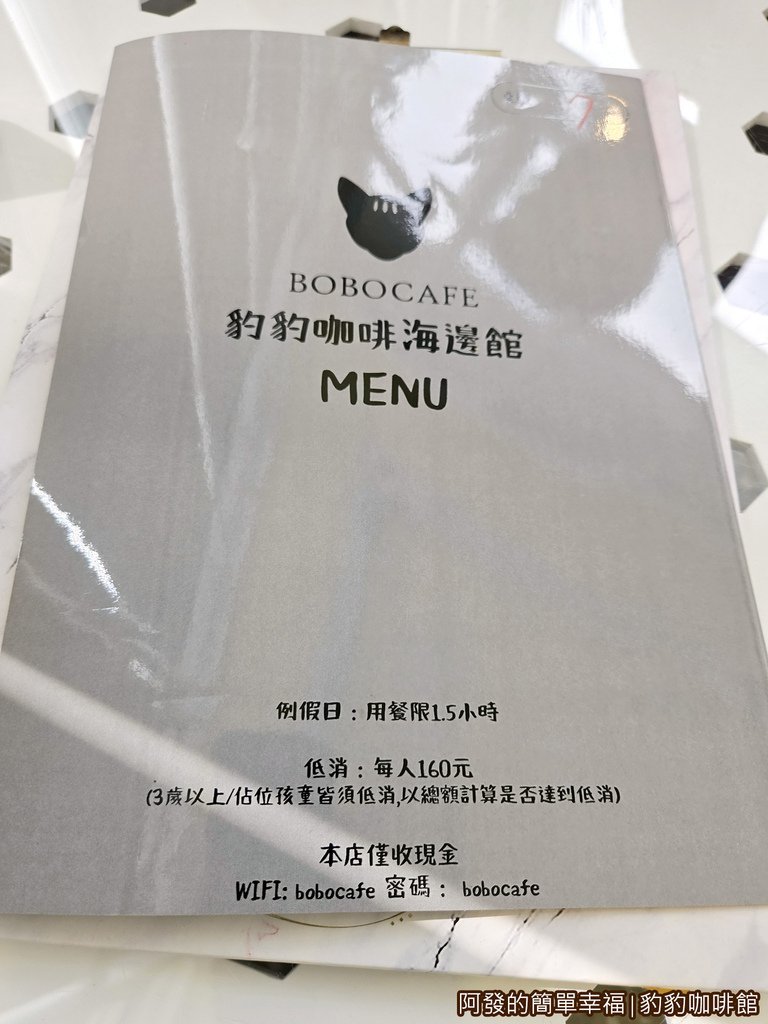 7
BOBOCAFE
豹豹咖啡海邊館
MENU
例假日：用餐限1.5小時
低消：每人160元
(3歲以上/佔位孩童皆須低消,以總額計算是否達到低消)
本店僅收現金
WIFI: bobocafe 密碼： bobocafe
阿發的簡單幸福|豹豹咖啡館